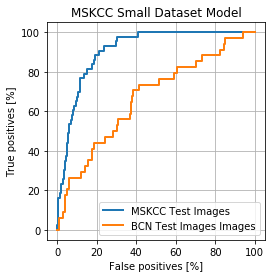 MSKCC Small Dataset Model
True positives [%]
100
80
60
40
20
0
MSKCC Test Images
BCN Test Images Images
0 20 40 60 80 100
False positives [%]